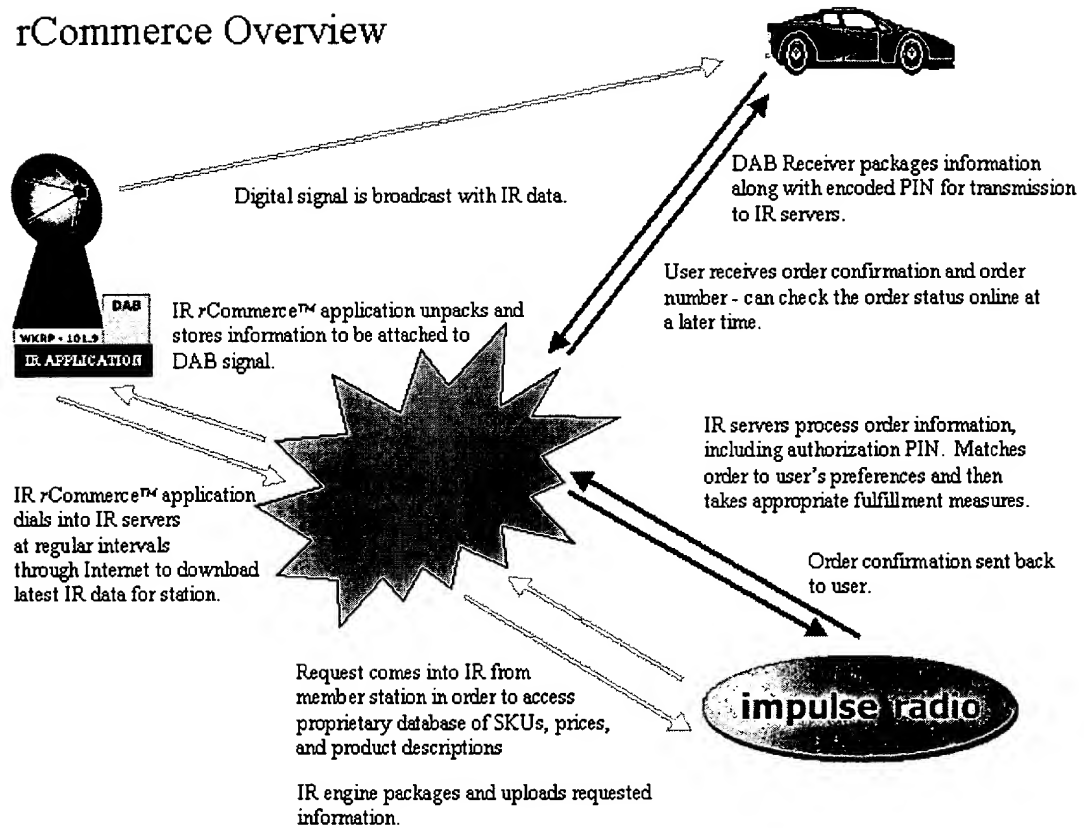 rCommerce Overview
Digital signal is broadcast with IR data.
DAB Receiver packages information
along with encoded PIN for transmission
to IR servers.
User receives order confirmation and order
number - can check the order status online at
a later time.
DAB
WKRP - 101.9
IR APPLICATION
IR rCommerce™ application unpacks and
stores information to be attached to
DAB signal.
IR servers process order information,
including authorization PIN. Matches
order to user's preferences and then
takes appropriate fulfillment measures.
IR rCommerce™ application
dials into IR servers
at regular intervals
through Internet to download
latest IR data for station.
Order confirmation sent back
to user.
Request comes into IR from
member station in order to access
proprietary database of SKUs, prices,
and product descriptions
impulse radio
IR engine packages and uploads requested
information.